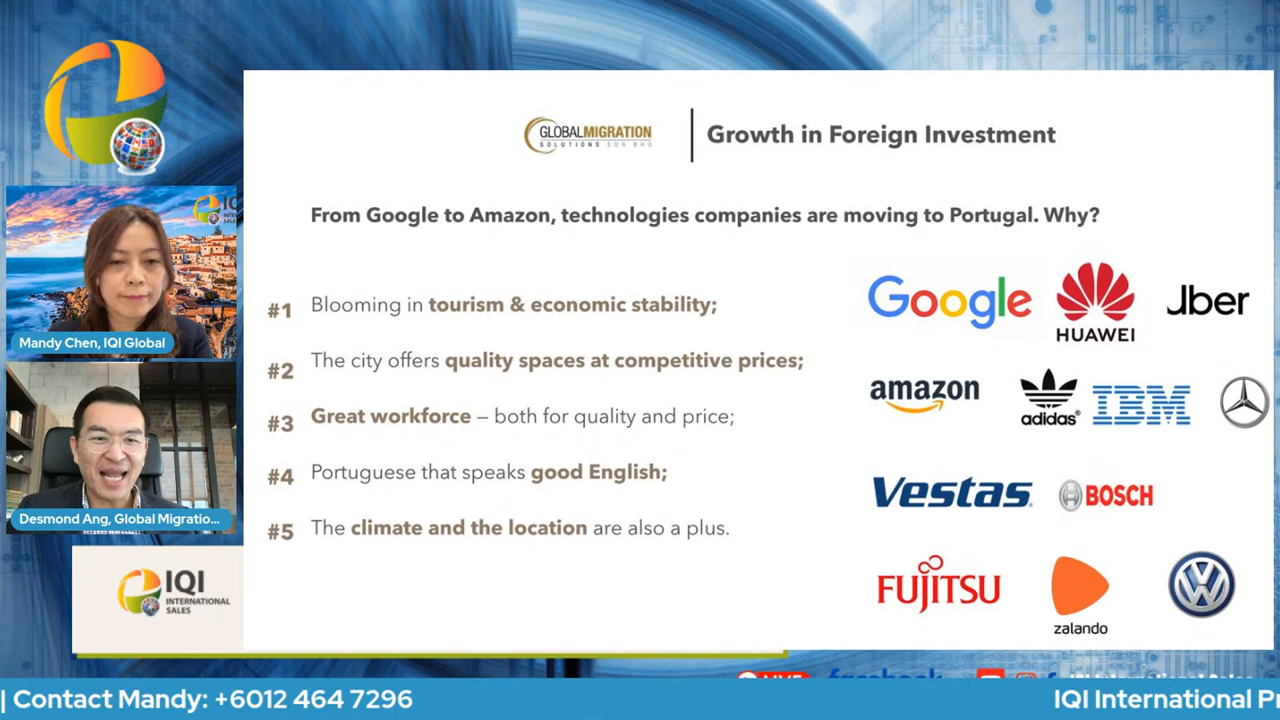 GLOBALMIGRATION
SOLUTIONS SDN BHD
Growth in Foreign Investment
From Google to Amazon, technologies companies are moving to Portugal. Why?
#1 Blooming in tourism & economic stability;
#2 The city offers quality spaces at competitive prices;
#3 Great workforce – both for quality and price;
#4 Portuguese that speaks good English;
#5 The climate and the location are also a plus.
Google
HUAWEI
Uber
amazon
adidas®
IBM
Vestas
BOSCH
FUJITSU
zalando
IQI
Mandy Chen, IQI Global
Desmond Ang, Global Migratio...
IQI
INTERNATIONAL
SALES
LIVE
facebook
| Contact Mandy: +6012 464 7296
IQI International Pr